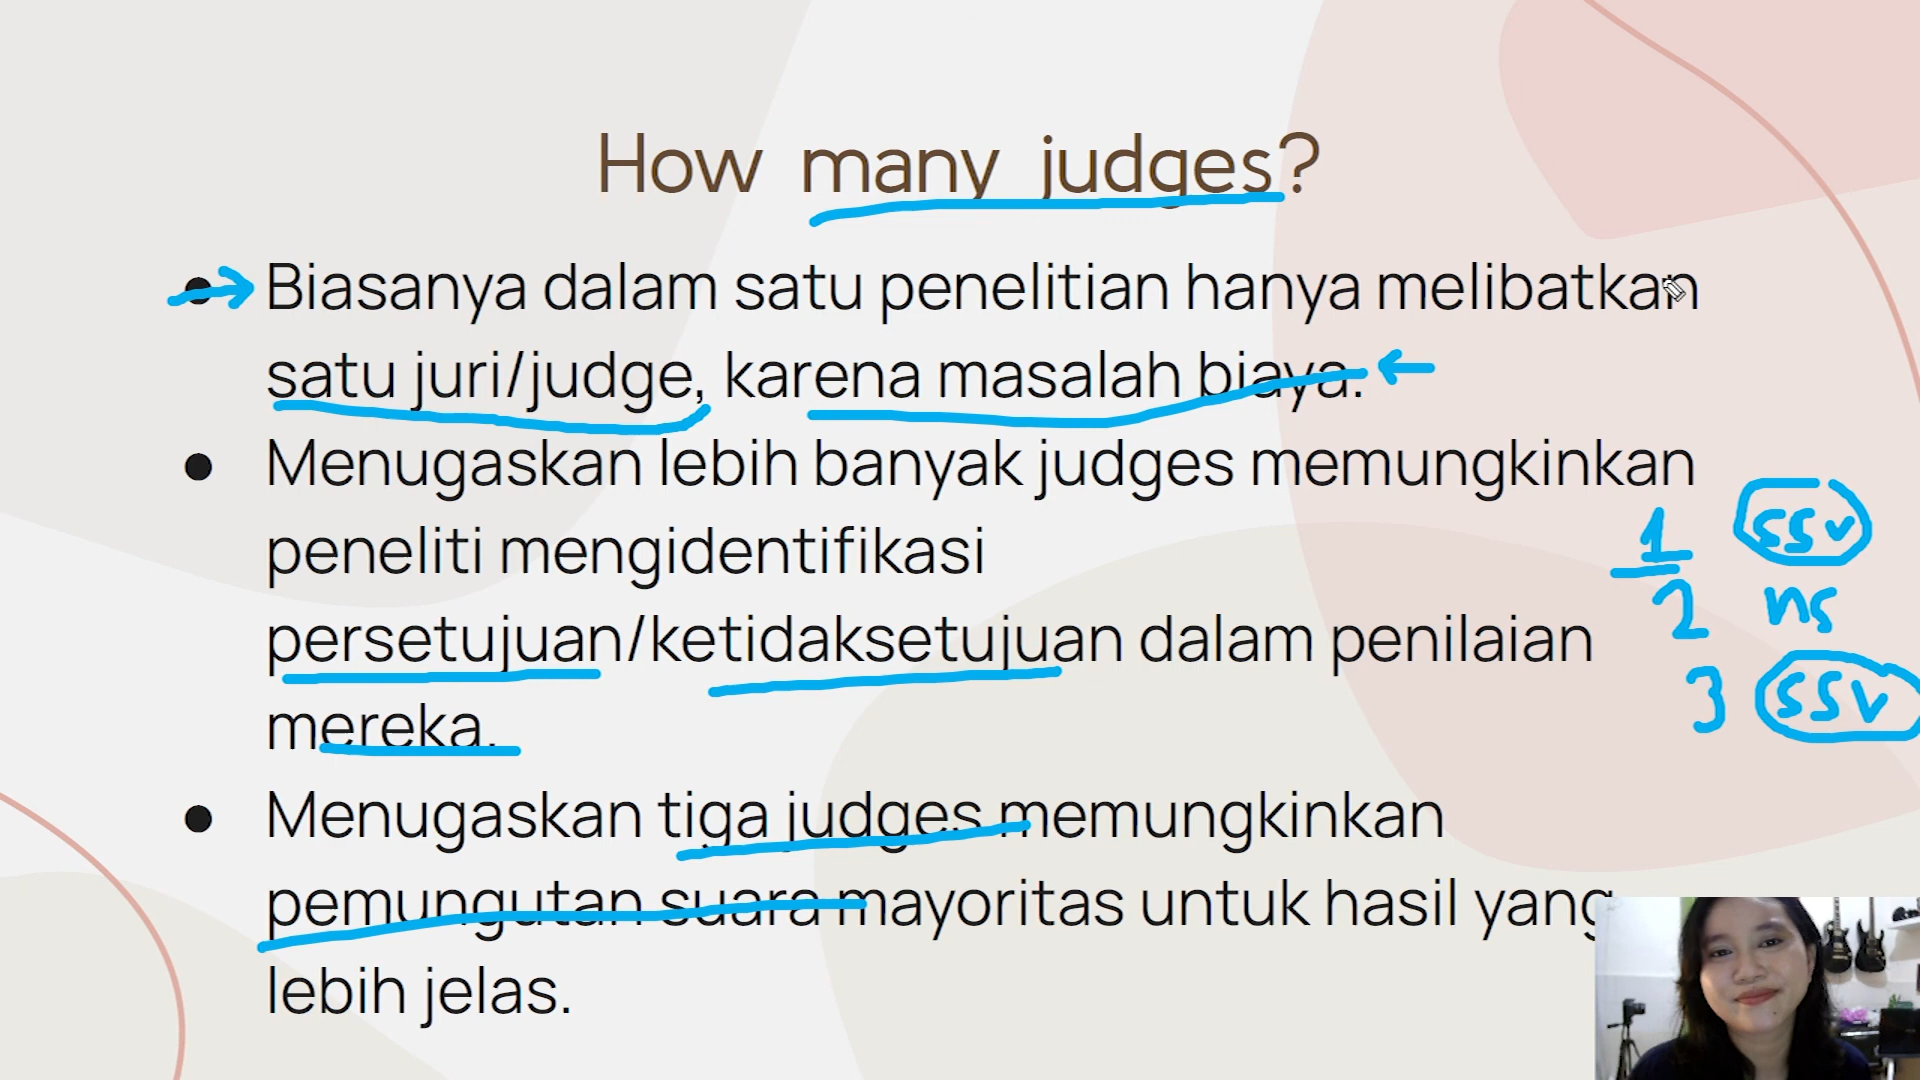 How many judges?
● Biasanya dalam satu penelitian hanya melibatkan
satu juri/judge, karena masalah biaya.
● Menugaskan lebih banyak judges memungkinkan
peneliti mengidentifikasi
persetujuan/ketidaksetujuan dalam penilaian
mereka.
● Menugaskan tiga judges memungkinkan
pemungutan suara mayoritas untuk hasil yang
lebih jelas.
1 SSV
2 ns
3 SSV